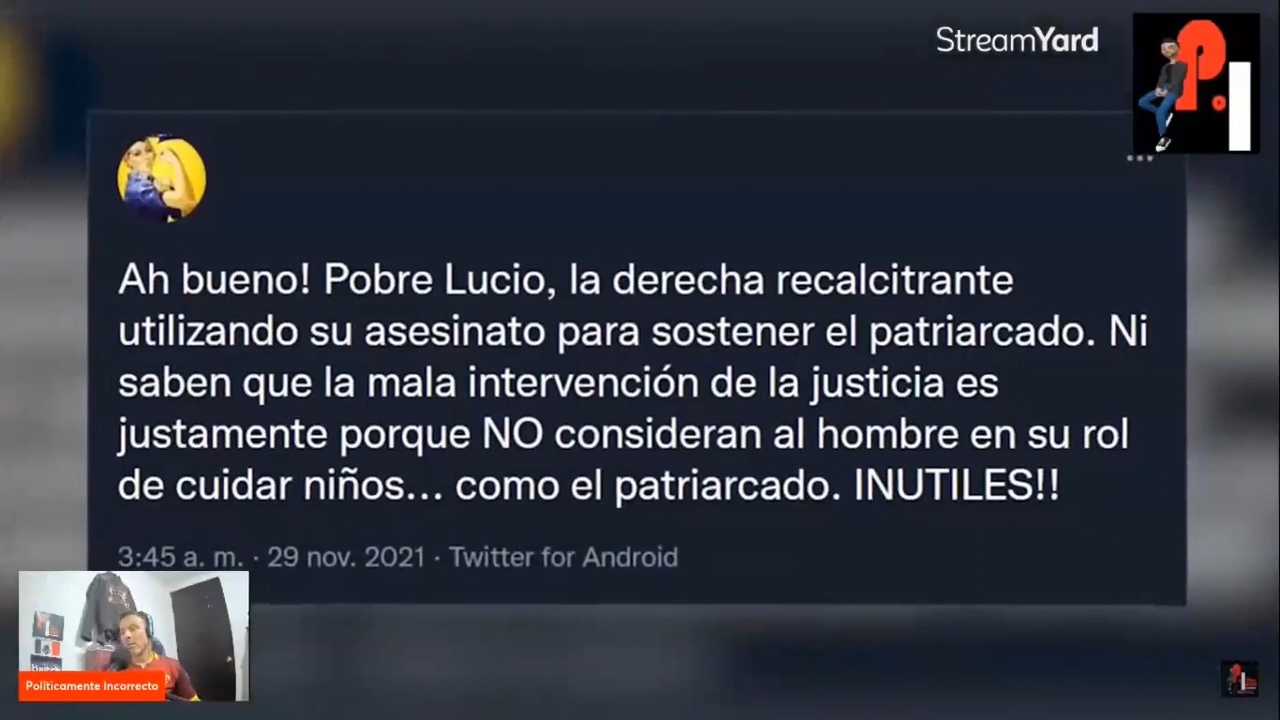 StreamYard
P.I
Ah bueno! Pobre Lucio, la derecha recalcitrante
utilizando su asesinato para sostener el patriarcado. Ni
saben que la mala intervención de la justicia es
justamente porque NO consideran al hombre en su rol
de cuidar niños... como el patriarcado. INUTILES!!
3:45 a. m. · 29 nov. 2021 · Twitter for Android
Políticamente Incorrecto